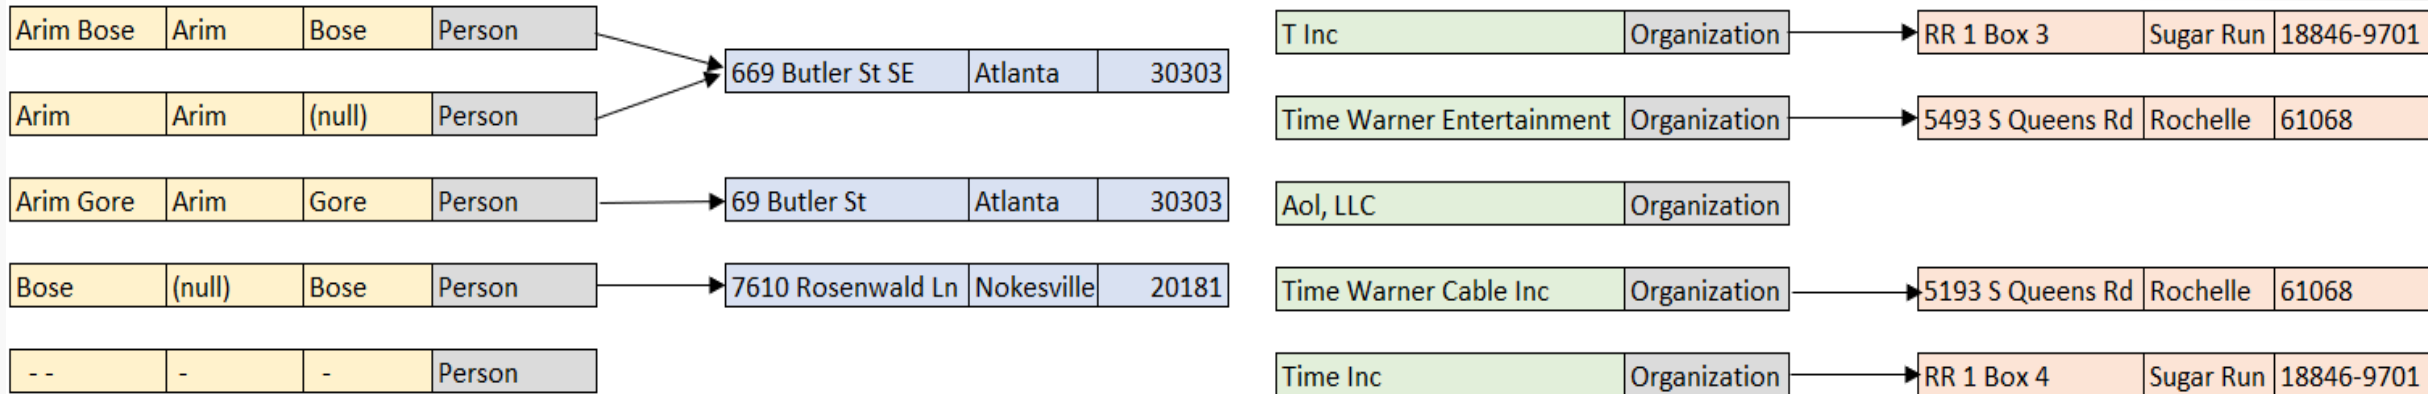 Arim Bose Arim Bose Person
669 Butler St SE Atlanta 30303
Arim Arim (null) Person
Arim Gore Arim Gore Person
69 Butler St Atlanta 30303
Bose (null) Bose Person
7610 Rosenwald Ln Nokesville 20181
- - - - Person
T Inc Organization
RR 1 Box 3 Sugar Run 18846-9701
Time Warner Entertainment Organization
5493 S Queens Rd Rochelle 61068
Aol, LLC Organization
Time Warner Cable Inc Organization
5193 S Queens Rd Rochelle 61068
Time Inc Organization
RR 1 Box 4 Sugar Run 18846-9701